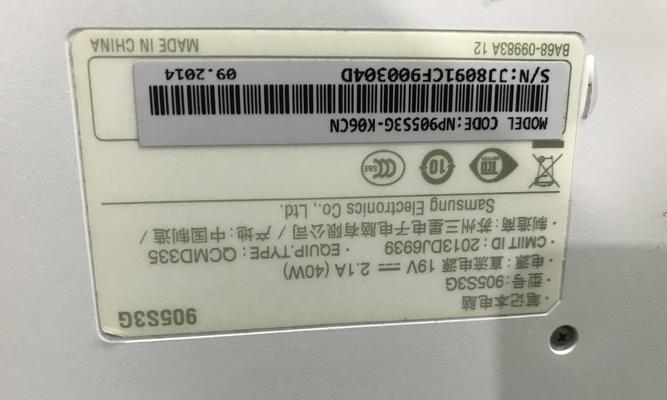 905S3G
· 笔记本电脑
· 型号: 905S3G
· 电源: 直流电源 19V ⎓ 2.1A (40W)
· CMIIT ID: 2013DJ6939 · EQUIP.TYPE: QCMD335
· 制造商: 苏州三星电子电脑有限公司 / 产地: 中国制造 /
Samsung Electronics Co., Ltd.
TCO
10
CCC
S&E
MODEL CODE:NP905S3G-K06CN
S/N:JJ8091CF900304D 09.2014
BA68-09983A 12 MADE IN CHINA